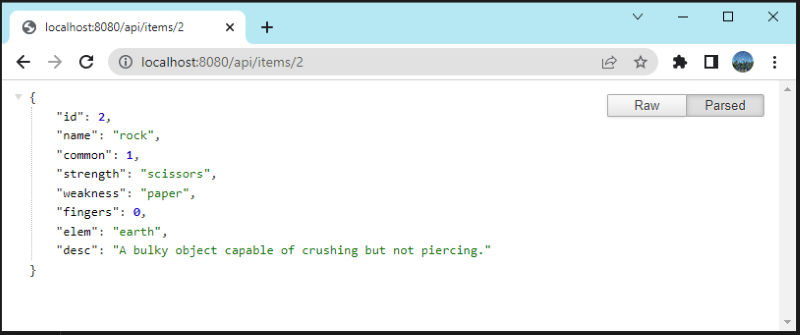 localhost:8080/api/items/2
localhost:8080/api/items/2
Raw Parsed
{
"id": 2,
"name": "rock",
"common": 1,
"strength": "scissors",
"weakness": "paper",
"fingers": 0,
"elem": "earth",
"desc": "A bulky object capable of crushing but not piercing."
}